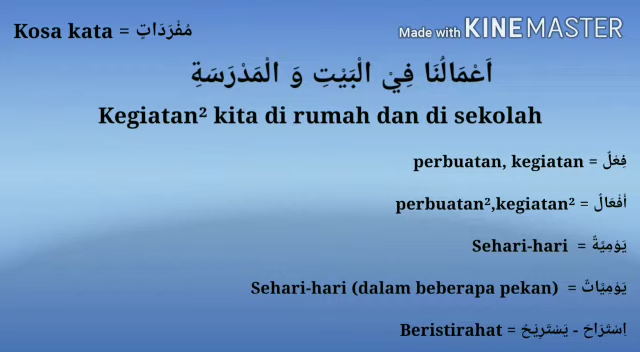 Kosa kata = مُفْرَدَاتِ
Made with KINEMASTER
اَعْمَالُنَا فِيْ الْبَيْتِ وَ الْمَدْرَسَةِ
Kegiatan² kita di rumah dan di sekolah
perbuatan, kegiatan = فِعَلٌ
perbuatan²,kegiatan² = أَفْعَالٌ
Sehari-hari = يَوْمِيَّةٌ
Sehari-hari (dalam beberapa pekan) = يَوْمِيَّاتٌ
Beristirahat = اِسْتَرَاحَ - يَسْتَرِيْحُ